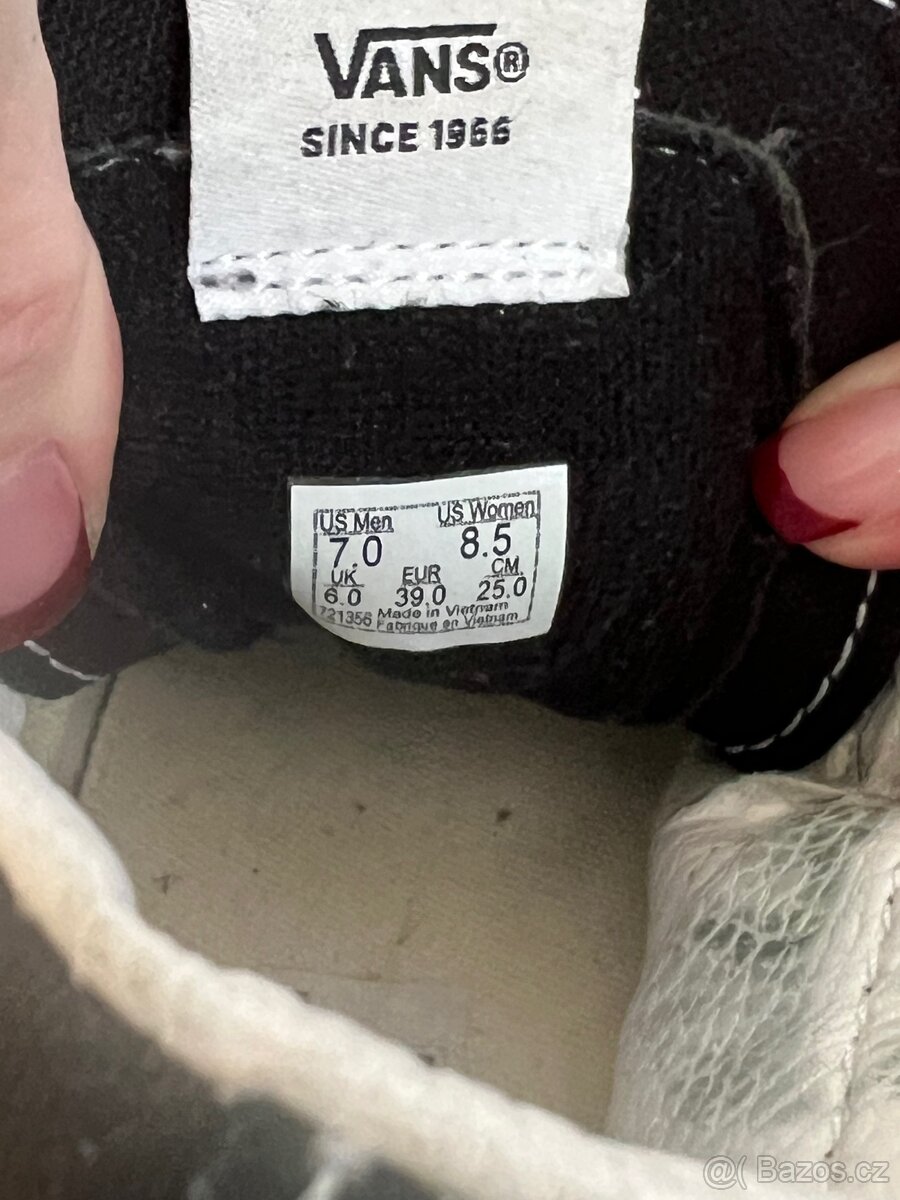 VANS®
SINCE 1966
US Men US Women
7.0 8.5
UK EUR CM
6.0 39.0 25.0
721356 Made in Vietnam
Fabriqué en Vietnam
@( Bazos.cz